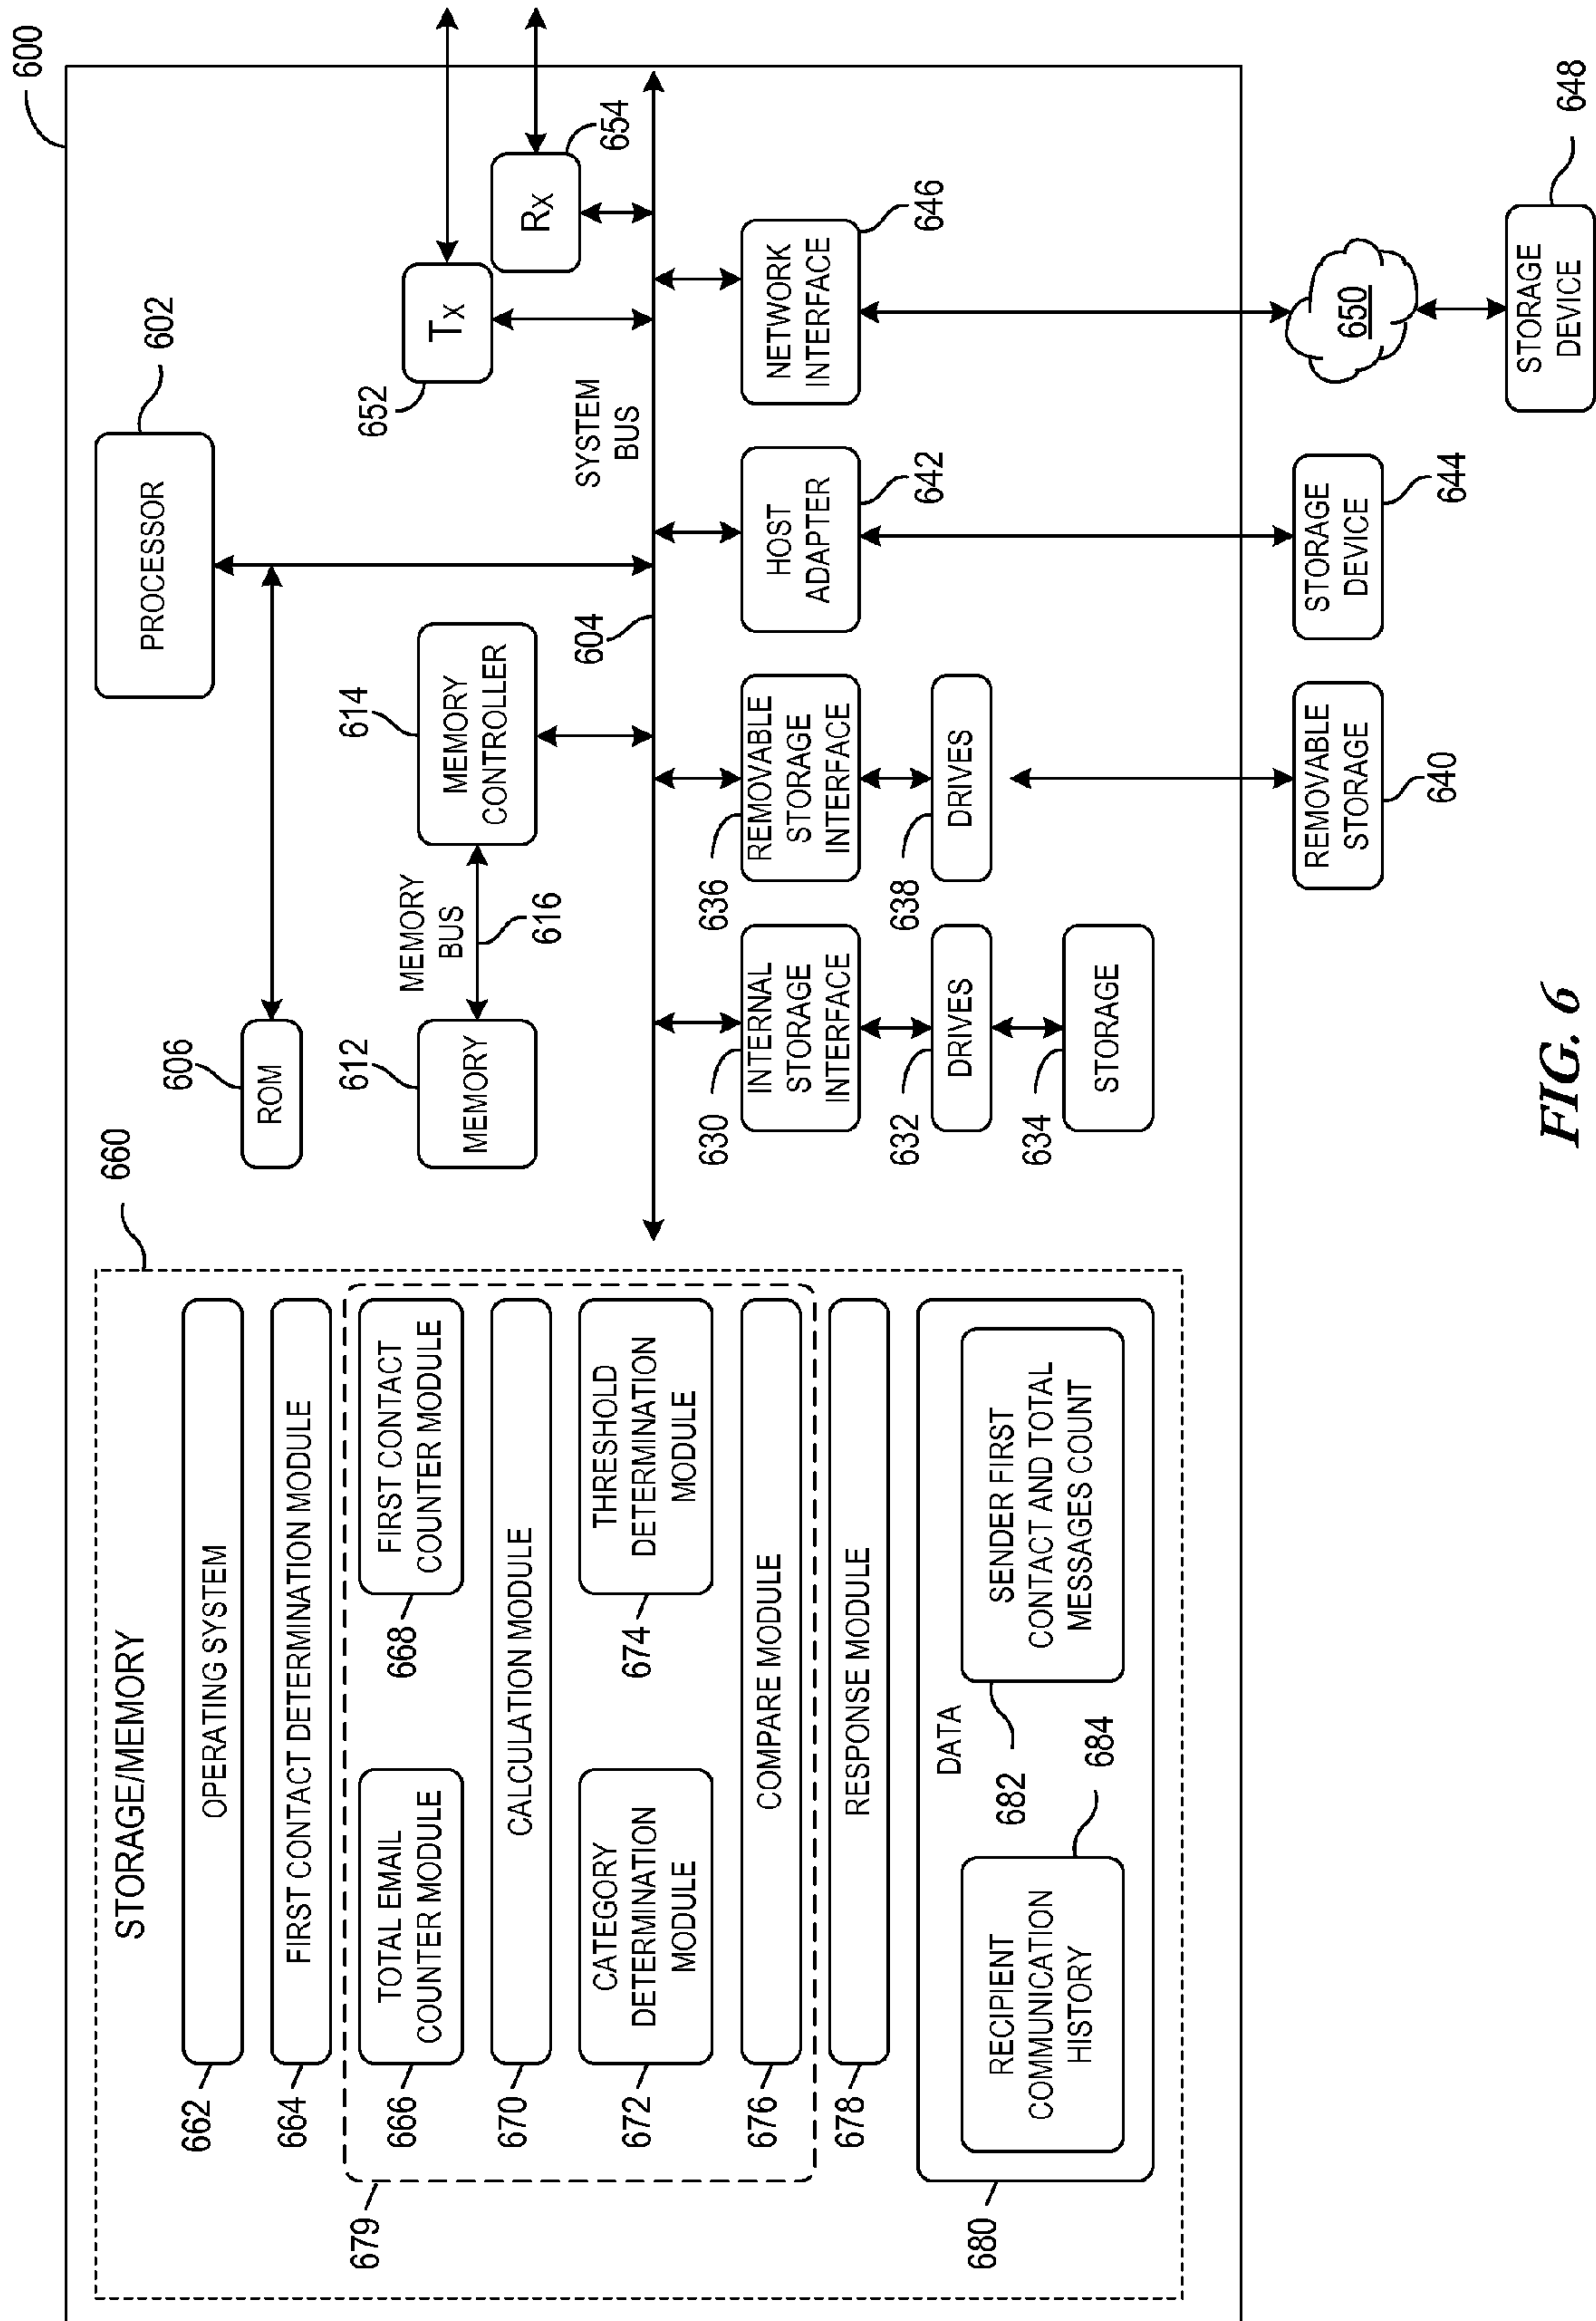 600
660
STORAGE/MEMORY
662
OPERATING SYSTEM
664
FIRST CONTACT DETERMINATION MODULE
679
666
TOTAL EMAIL
COUNTER MODULE
FIRST CONTACT
COUNTER MODULE
668
670
CALCULATION MODULE
672
CATEGORY
DETERMINATION
MODULE
THRESHOLD
DETERMINATION
MODULE
674
676
COMPARE MODULE
678
RESPONSE MODULE
680
DATA
RECIPIENT
COMMUNICATION
HISTORY
684
682
SENDER FIRST
CONTACT AND TOTAL
MESSAGES COUNT
606
ROM
PROCESSOR
602
612
MEMORY
MEMORY
BUS
616
614
MEMORY
CONTROLLER
652
Tx
Rx
654
SYSTEM
BUS
604
630
INTERNAL
STORAGE
INTERFACE
632
DRIVES
634
STORAGE
636
REMOVABLE
STORAGE
INTERFACE
638
DRIVES
HOST
ADAPTER
642
NETWORK
INTERFACE
646
REMOVABLE
STORAGE
640
STORAGE
DEVICE
644
650
STORAGE
DEVICE
648
FIG. 6